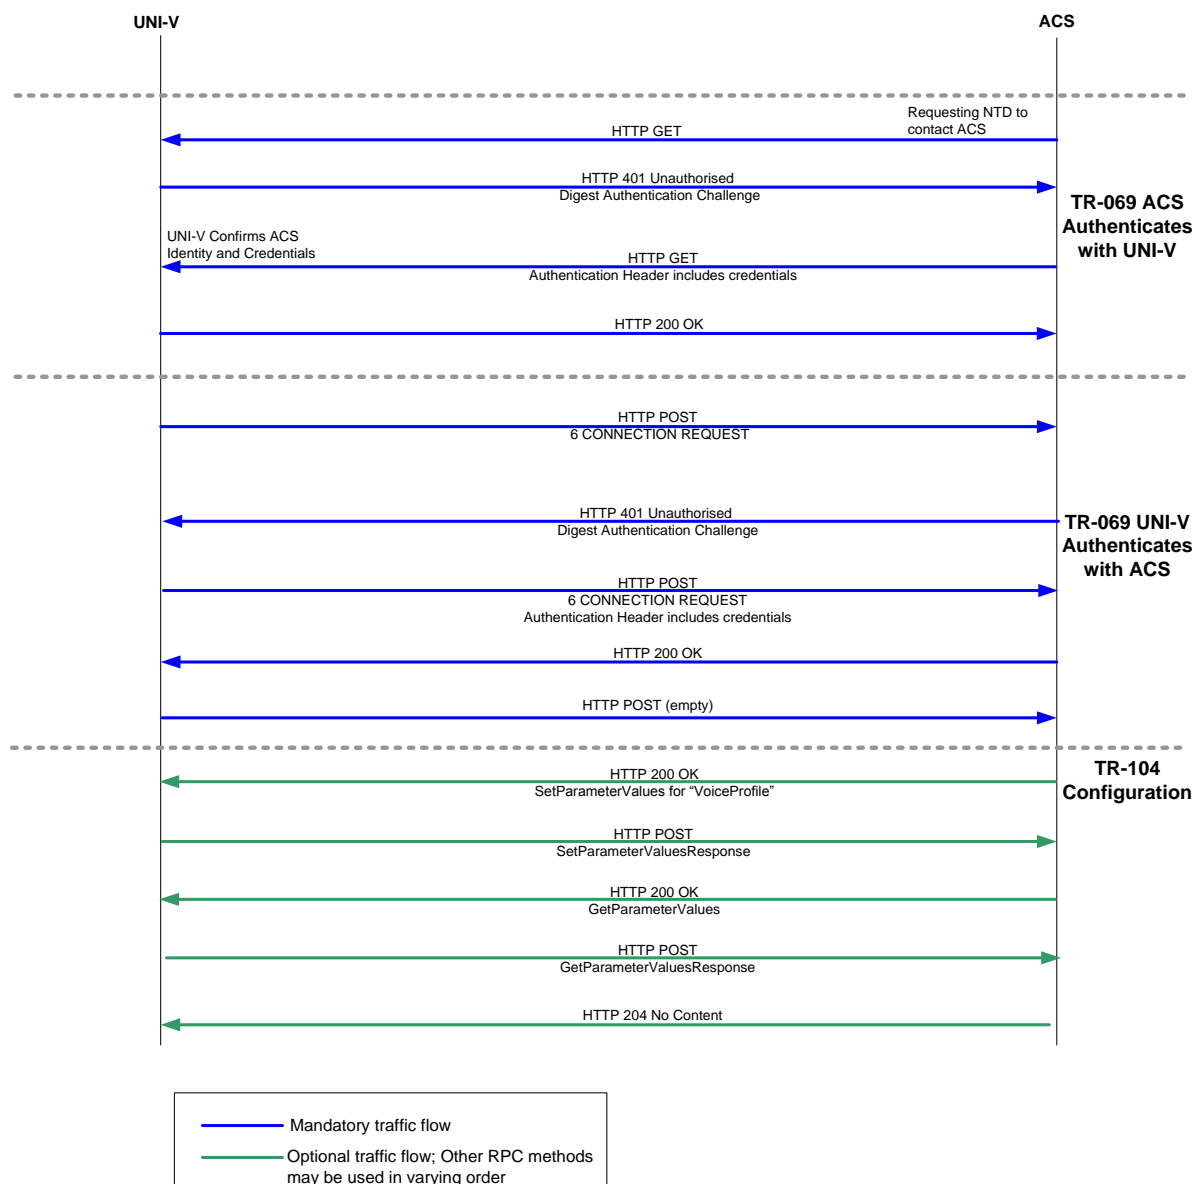 UNI-V
ACS
Requesting NTD to
contact ACS
HTTP GET
HTTP 401 Unauthorised
Digest Authentication Challenge
TR-069 ACS
Authenticates
with UNI-V
UNI-V Confirms ACS
Identity and Credentials
HTTP GET
Authentication Header includes credentials
HTTP 200 OK
HTTP POST
6 CONNECTION REQUEST
HTTP 401 Unauthorised
Digest Authentication Challenge
TR-069 UNI-V
Authenticates
with ACS
HTTP POST
6 CONNECTION REQUEST
Authentication Header includes credentials
HTTP 200 OK
HTTP POST (empty)
TR-104
Configuration
HTTP 200 OK
SetParameterValues for “VoiceProfile”
HTTP POST
SetParameterValuesResponse
HTTP 200 OK
GetParameterValues
HTTP POST
GetParameterValuesResponse
HTTP 204 No Content
Mandatory traffic flow
Optional traffic flow; Other RPC methods
may be used in varying order